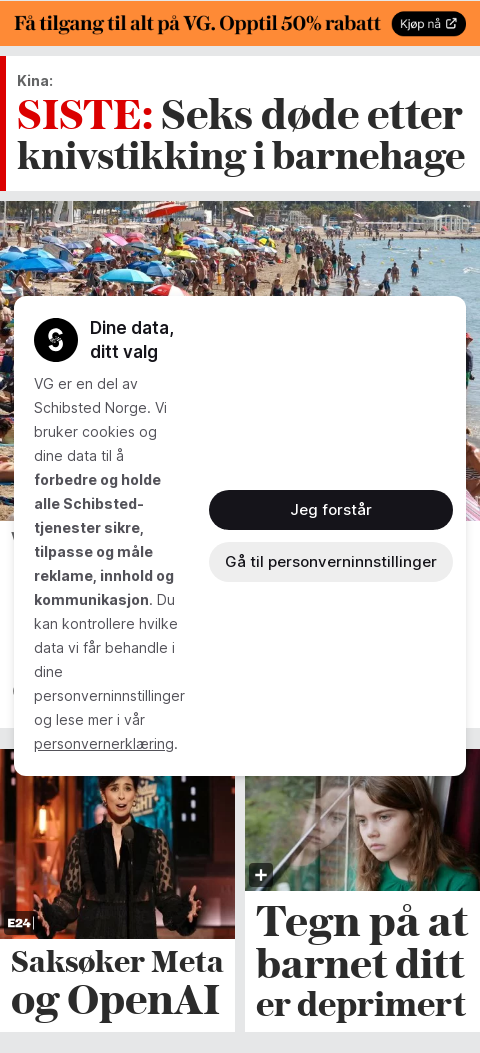 Få tilgang til alt på VG. Opptil 50% rabatt Kjøp nå
Kina:
SISTE: Seks døde etter
knivstikking i barnehage
Dine data,
ditt valg
VG er en del av
Schibsted Norge. Vi
bruker cookies og
dine data til å
forbedre og holde
alle Schibsted-
tjenester sikre,
tilpasse og måle
reklame, innhold og
kommunikasjon. Du
kan kontrollere hvilke
data vi får behandle i
dine
personverninnstillinger
og lese mer i vår
personvernerklæring.
Jeg forstår
Gå til personverninnstillinger
E24
Saksøker Meta
og OpenAI
Tegn på at
barnet ditt
er deprimert